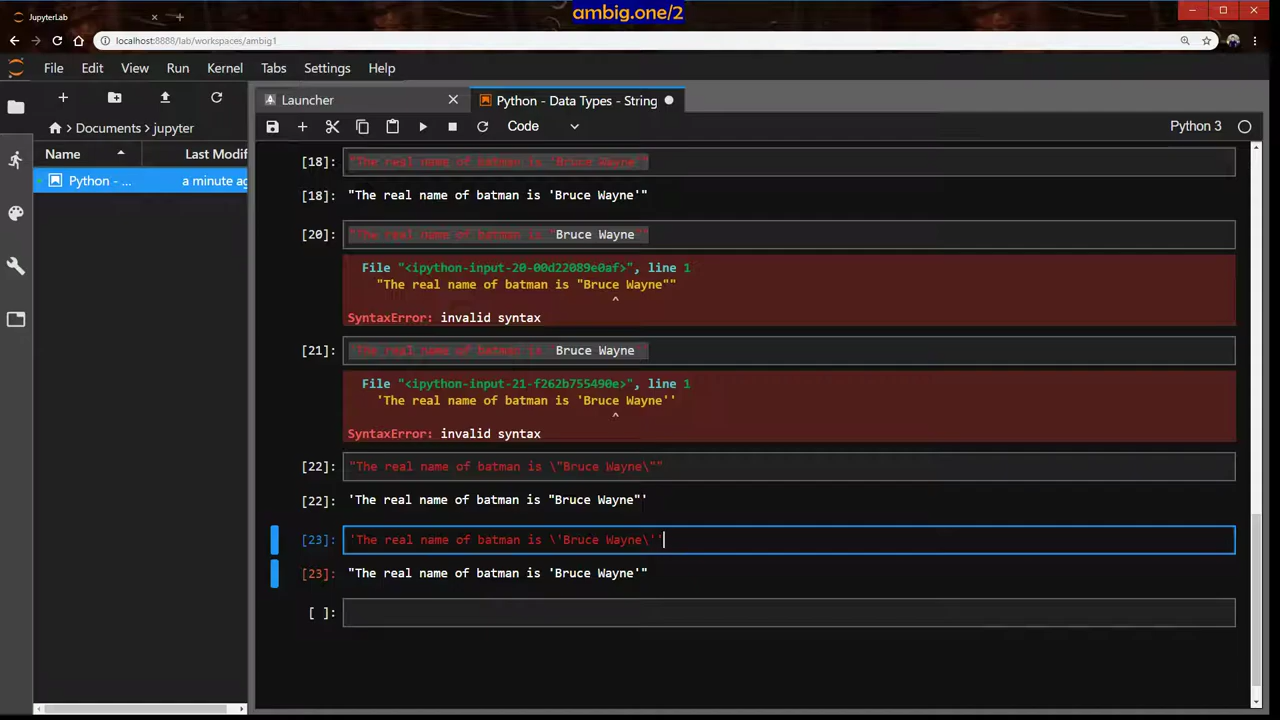 ambig.one/2
JupyterLab
localhost:8888/lab/workspaces/ambig1
File Edit View Run Kernel Tabs Settings Help
Launcher
Python - Data Types - String
Code
Python 3
Documents jupyter
Name Last Modif
Python - ... a minute ag
[18]: "The real name of batman is 'Bruce Wayne'"
[18]: "The real name of batman is 'Bruce Wayne'"
[20]: "The real name of batman is "Bruce Wayne""
File "<ipython-input-20-00d22089e0af>", line 1
"The real name of batman is "Bruce Wayne""
^
SyntaxError: invalid syntax
[21]: 'The real name of batman is 'Bruce Wayne''
File "<ipython-input-21-f262b755490e>", line 1
'The real name of batman is 'Bruce Wayne''
^
SyntaxError: invalid syntax
[22]: "The real name of batman is \"Bruce Wayne\""
[22]: 'The real name of batman is "Bruce Wayne"'
[23]: 'The real name of batman is \'Bruce Wayne\''
[23]: "The real name of batman is 'Bruce Wayne'"
[ ]: